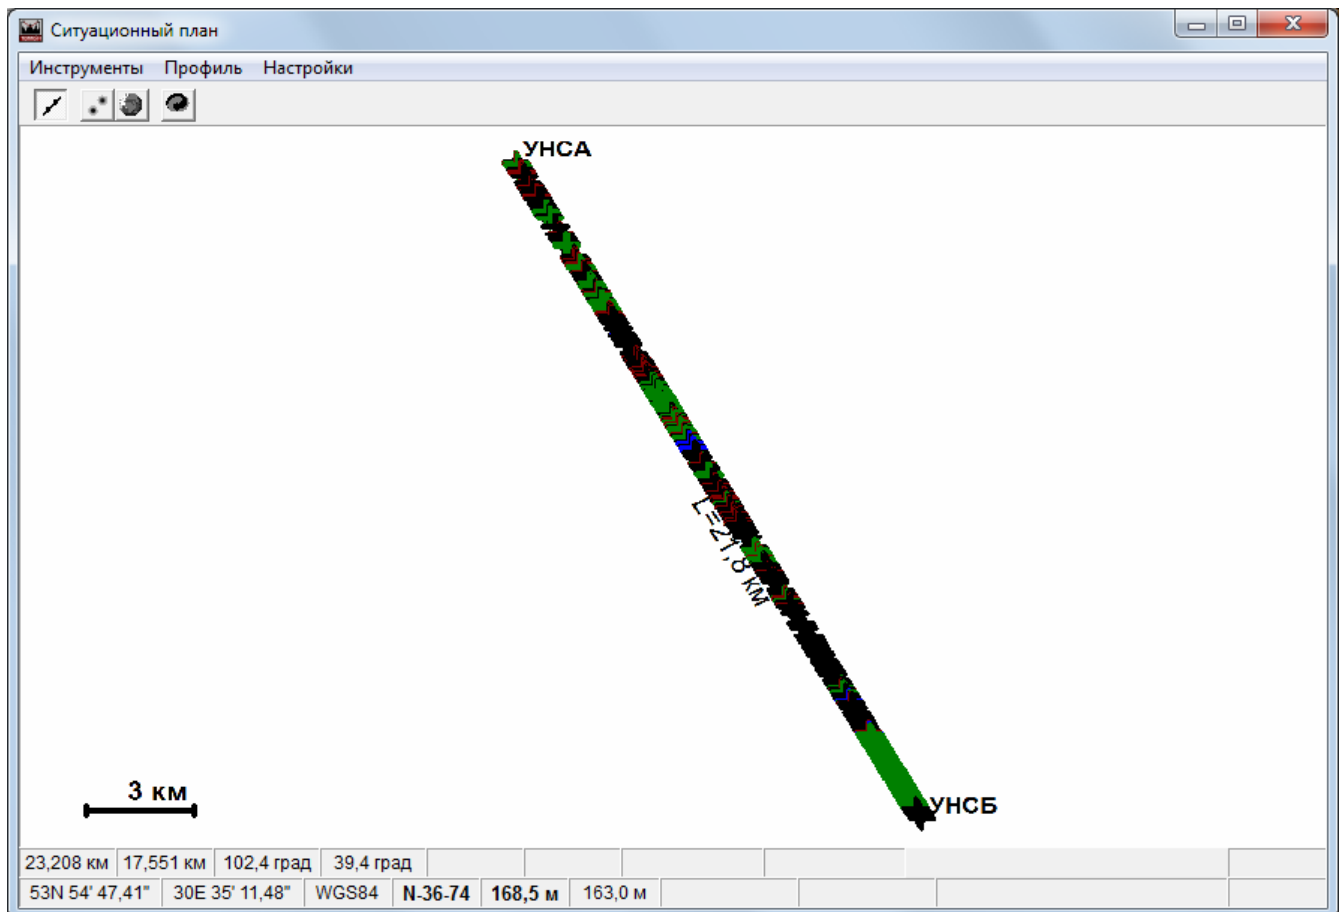 Ситуационный план
Инструменты Профиль Настройки
УНСА
L=21,8 км
3 км
УНСБ
23,208 км 17,551 км 102,4 град 39,4 град
53N 54' 47,41" 30E 35' 11,48" WGS84 N-36-74 168,5 м 163,0 м